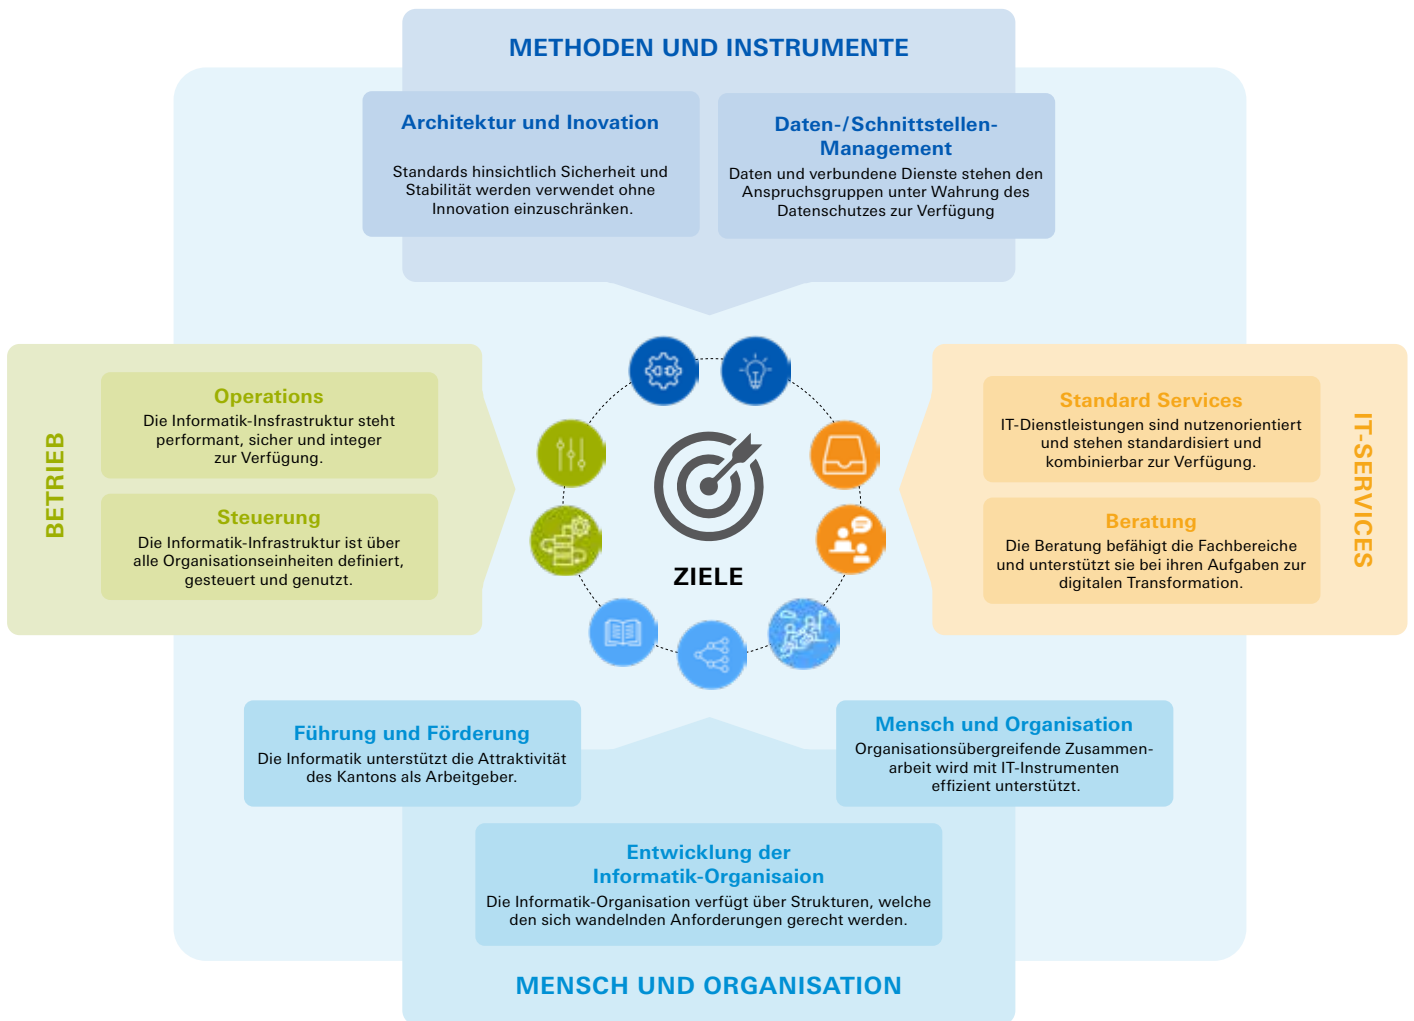 METHODEN UND INSTRUMENTE
Architektur und Inovation
Standards hinsichtlich Sicherheit und
Stabilität werden verwendet ohne
Innovation einzuschränken.
Daten-/Schnittstellen-
Management
Daten und verbundene Dienste stehen den
Anspruchsgruppen unter Wahrung des
Datenschutzes zur Verfügung
BETRIEB
Operations
Die Informatik-Insfrastruktur steht
performant, sicher und integer
zur Verfügung.
Steuerung
Die Informatik-Infrastruktur ist über
alle Organisationseinheiten definiert,
gesteuert und genutzt.
ZIELE
Standard Services
IT-Dienstleistungen sind nutzenorientiert
und stehen standardisiert und
kombinierbar zur Verfügung.
Beratung
Die Beratung befähigt die Fachbereiche
und unterstützt sie bei ihren Aufgaben zur
digitalen Transformation.
IT-SERVICES
Führung und Förderung
Die Informatik unterstützt die Attraktivität
des Kantons als Arbeitgeber.
Mensch und Organisation
Organisationsübergreifende Zusammen-
arbeit wird mit IT-Instrumenten
effizient unterstützt.
Entwicklung der
Informatik-Organisaion
Die Informatik-Organisation verfügt über Strukturen, welche
den sich wandelnden Anforderungen gerecht werden.
MENSCH UND ORGANISATION